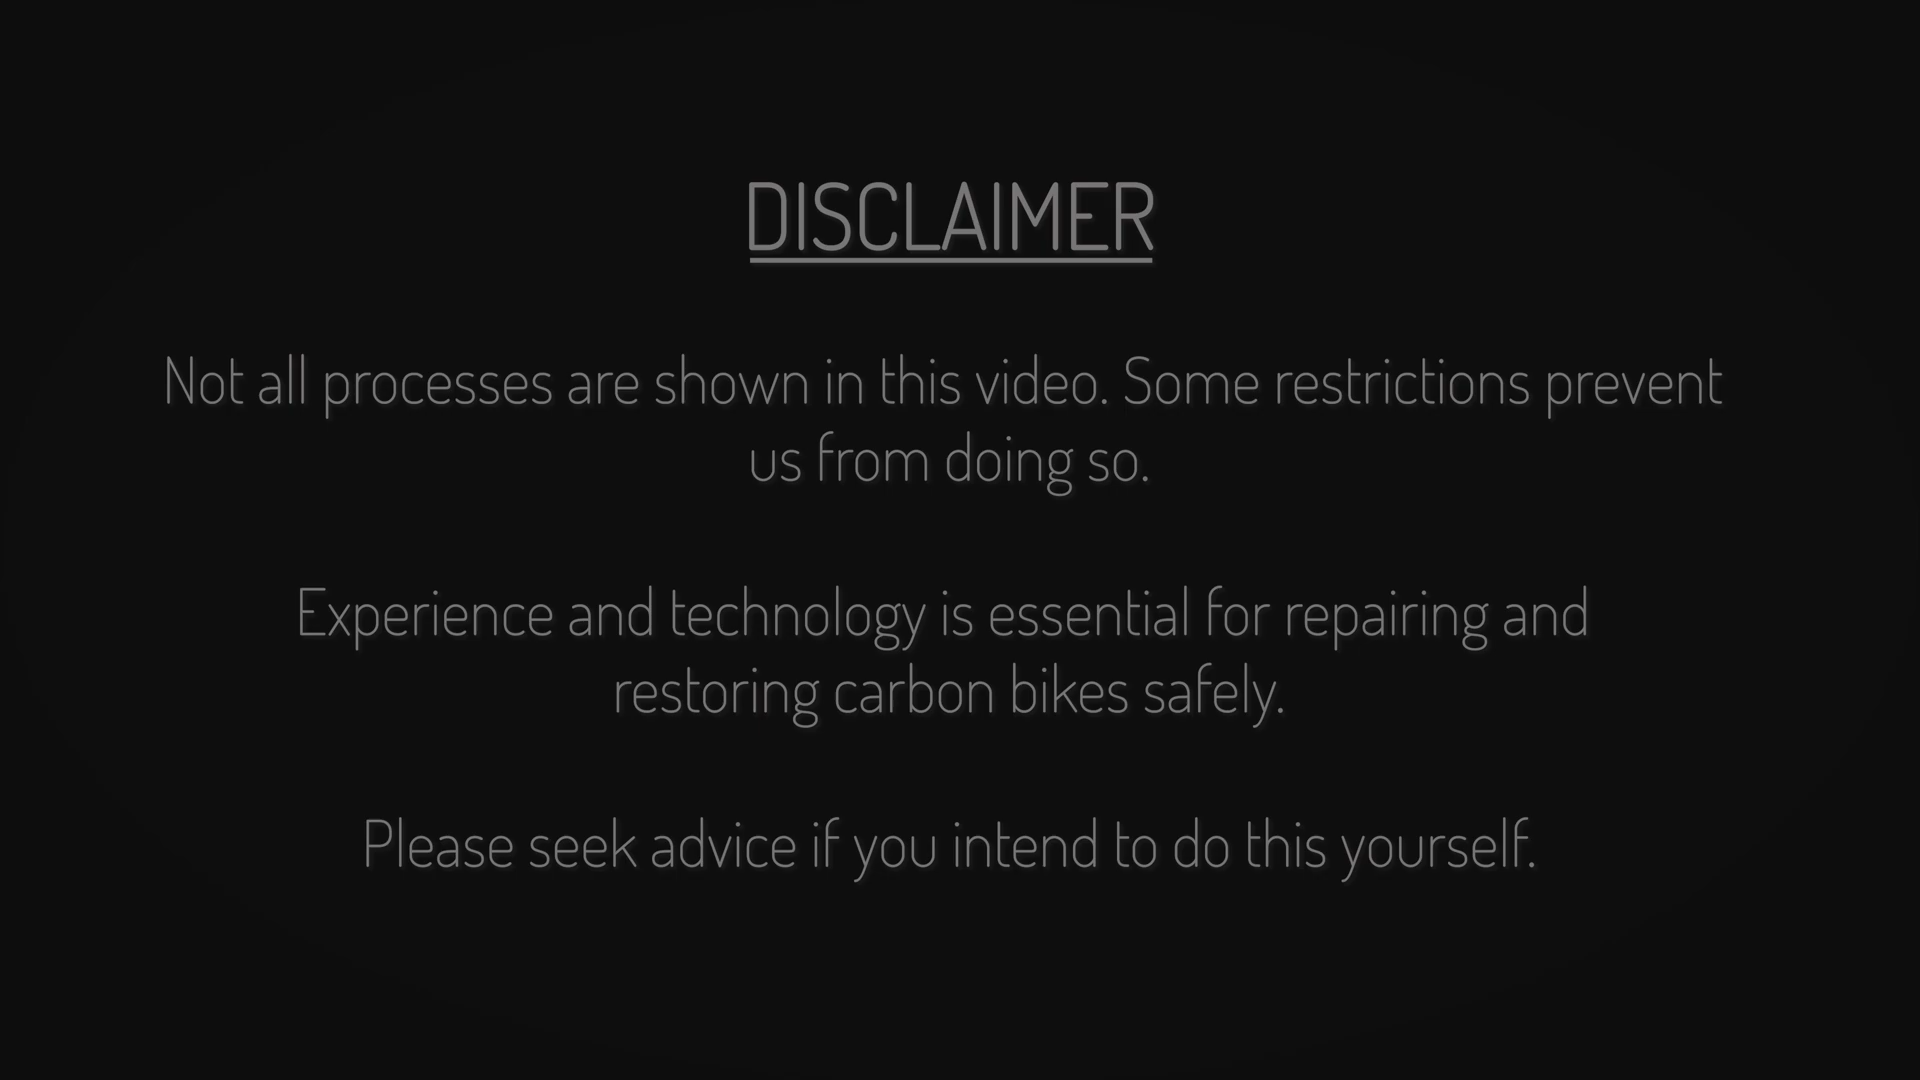 DISCLAIMER
Not all processes are shown in this video. Some restrictions prevent
us from doing so.
Experience and technology is essential for repairing and
restoring carbon bikes safely.
Please seek advice if you intend to do this yourself.